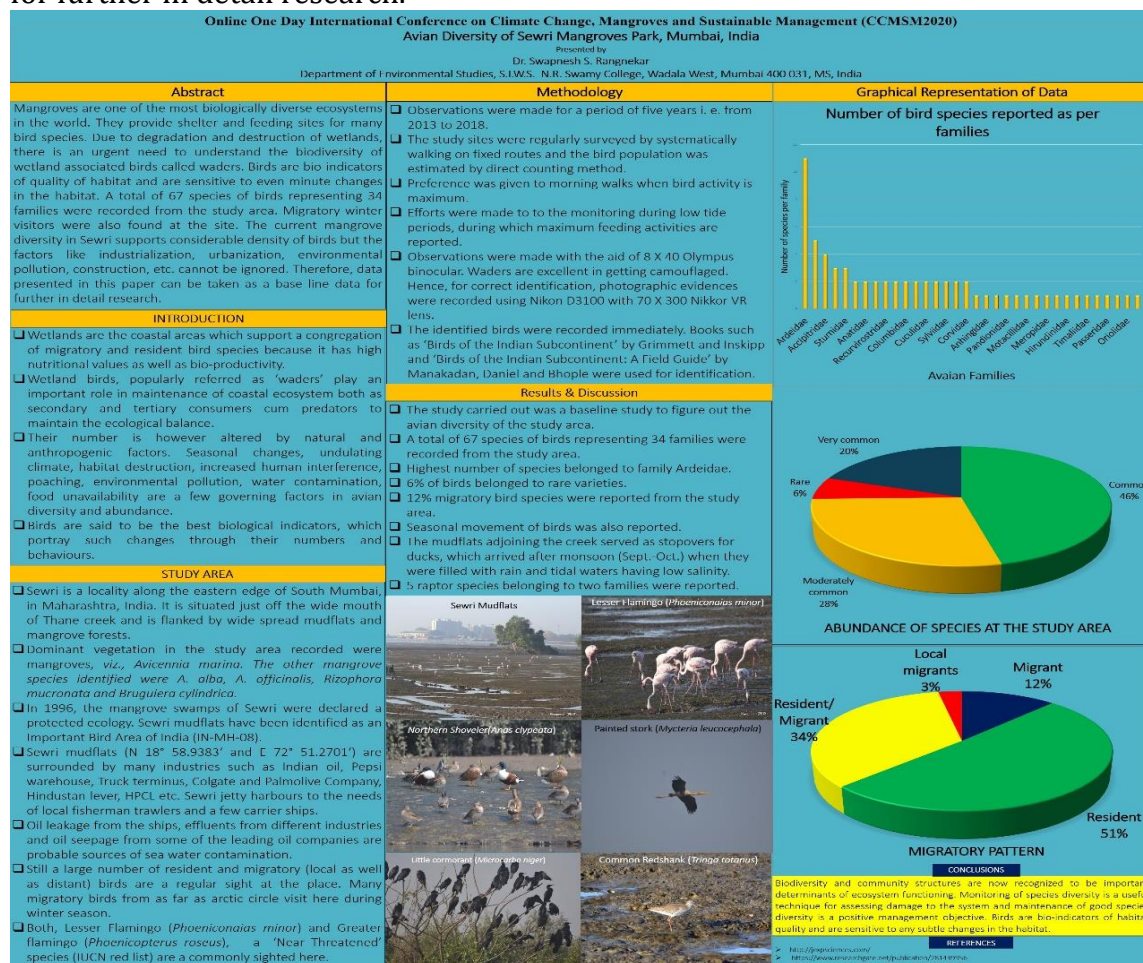 for further in detail research.
Online One Day International Conference on Climate Change, Mangroves and Sustainable Management (CCMSM2020)
Avian Diversity of Sewri Mangroves Park, Mumbai, India
Presented by
Dr. Swapnesh S. Rangnekar
Department of Environmental Studies, S.I.W.S. N.R. Swamy College, Wadala West, Mumbai 400 031, MS, India
Abstract
Mangroves are one of the most biologically diverse ecosystems
in the world. They provide shelter and feeding sites for many
bird species. Due to degradation and destruction of wetlands,
there is an urgent need to understand the biodiversity of
wetland associated birds called waders. Birds are bio indicators
of quality of habitat and are sensitive to even minute changes
in the habitat. A total of 67 species of birds representing 34
families were recorded from the study area. Migratory winter
visitors were also found at the site. The current mangrove
diversity in Sewri supports considerable density of birds but the
factors like industrialization, urbanization, environmental
pollution, construction, etc. cannot be ignored. Therefore, data
presented in this paper can be taken as a base line data for
further in detail research.
INTRODUCTION
❑ Wetlands are the coastal areas which support a congregation
of migratory and resident bird species because it has high
nutritional values as well as bio-productivity.
❑ Wetland birds, popularly referred as 'waders' play an
important role in maintenance of coastal ecosystem both as
secondary and tertiary consumers cum predators to
maintain the ecological balance.
❑ Their number is however altered by natural and
anthropogenic factors. Seasonal changes, undulating
climate, habitat destruction, increased human interference,
poaching, environmental pollution, water contamination,
food unavailability are a few governing factors in avian
diversity and abundance.
❑ Birds are said to be the best biological indicators, which
portray such changes through their numbers and
behaviours.
STUDY AREA
❑ Sewri is a locality along the eastern edge of South Mumbai,
in Maharashtra, India. It is situated just off the wide mouth
of Thane creek and is flanked by wide spread mudflats and
mangrove forests.
❑ Dominant vegetation in the study area recorded were
mangroves, viz., Avicennia marina. The other mangrove
species identified were A. alba, A. officinalis, Rizophora
mucronata and Bruguiera cylindrica.
❑ In 1996, the mangrove swamps of Sewri were declared a
protected ecology. Sewri mudflats have been identified as an
Important Bird Area of India (IN-MH-08).
❑ Sewri mudflats (N 18° 58.9383' and E 72° 51.2701') are
surrounded by many industries such as Indian oil, Pepsi
warehouse, Truck terminus, Colgate and Palmolive Company,
Hindustan lever, HPCL etc. Sewri jetty harbours to the needs
of local fisherman trawlers and a few carrier ships.
❑ Oil leakage from the ships, effluents from different industries
and oil seepage from some of the leading oil companies are
probable sources of sea water contamination.
❑ Still a large number of resident and migratory (local as well
as distant) birds are a regular sight at the place. Many
migratory birds from as far as arctic circle visit here during
winter season.
❑ Both, Lesser Flamingo (Phoeniconaias minor) and Greater
flamingo (Phoenicopterus roseus), a 'Near Threatened'
species (IUCN red list) are a commonly sighted here.
Methodology
❑ Observations were made for a period of five years i. e. from
2013 to 2018.
❑ The study sites were regularly surveyed by systematically
walking on fixed routes and the bird population was
estimated by direct counting method.
❑ Preference was given to morning walks when bird activity is
maximum.
❑ Efforts were made to to the monitoring during low tide
periods, during which maximum feeding activities are
reported.
❑ Observations were made with the aid of 8 X 40 Olympus
binocular. Waders are excellent in getting camouflaged.
Hence, for correct identification, photographic evidences
were recorded using Nikon D3100 with 70 X 300 Nikkor VR
lens.
❑ The identified birds were recorded immediately. Books such
as 'Birds of the Indian Subcontinent' by Grimmett and Inskipp
and 'Birds of the Indian Subcontinent: A Field Guide' by
Manakadan, Daniel and Bhople were used for identification.
Results & Discussion
❑ The study carried out was a baseline study to figure out the
avian diversity of the study area.
❑ A total of 67 species of birds representing 34 families were
recorded from the study area.
❑ Highest number of species belonged to family Ardeidae.
❑ 6% of birds belonged to rare varieties.
❑ 12% migratory bird species were reported from the study
area.
❑ Seasonal movement of birds was also reported.
❑ The mudflats adjoining the creek served as stopovers for
ducks, which arrived after monsoon (Sept.-Oct.) when they
were filled with rain and tidal waters having low salinity.
❑ 5 raptor species belonging to two families were reported.
Sewri Mudflats
Lesser Flamingo (Phoeniconaias minor)
Northern Shoveler(Anas clypeata)
Painted stork (Mycteria leucocephala)
Little cormorant (Microcarbo niger)
Common Redshank (Tringa totanus)
Graphical Representation of Data
Number of bird species reported as per
families
Number of species per family
Ardeidae
Accipitridae
Sturnidae
Anatidae
Recurvirostridae
Columbidae
Cuculidae
Sylviidae
Corvidae
Anhingidae
Pandionidae
Motacillidae
Meropidae
Hirundinidae
Timaliidae
Passeridae
Oriolidae
Avaian Families
Very common
20%
Rare
6%
Common
46%
Moderately
common
28%
ABUNDANCE OF SPECIES AT THE STUDY AREA
Local
migrants
3%
Migrant
12%
Resident/
Migrant
34%
Resident
51%
MIGRATORY PATTERN
CONCLUSIONS
Biodiversity and community structures are now recognized to be important
determinants of ecosystem functioning. Monitoring of species diversity is a useful
technique for assessing damage to the system and maintenance of good species
diversity is a positive management objective. Birds are bio-indicators of habitat
quality and are sensitive to any subtle changes in the habitat.
REFERENCES